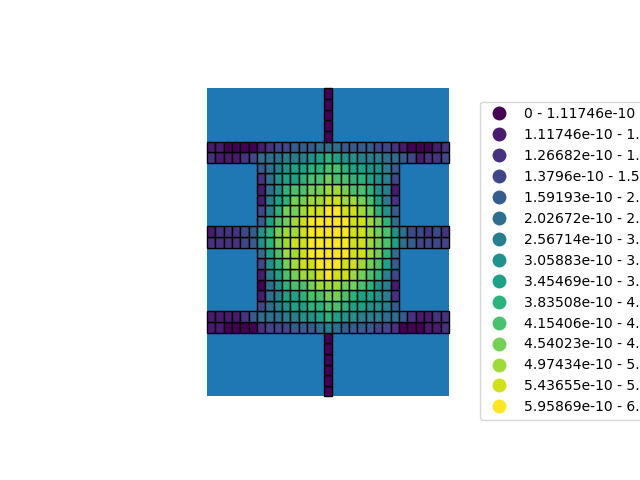 0 - 1.11746e-10
1.11746e-10 - 1.
1.26682e-10 - 1.
1.3796e-10 - 1.5
1.59193e-10 - 2.
2.02672e-10 - 2.
2.56714e-10 - 3.
3.05883e-10 - 3.
3.45469e-10 - 3.
3.83508e-10 - 4.
4.15406e-10 - 4.
4.54023e-10 - 4.
4.97434e-10 - 5.
5.43655e-10 - 5.
5.95869e-10 - 6.